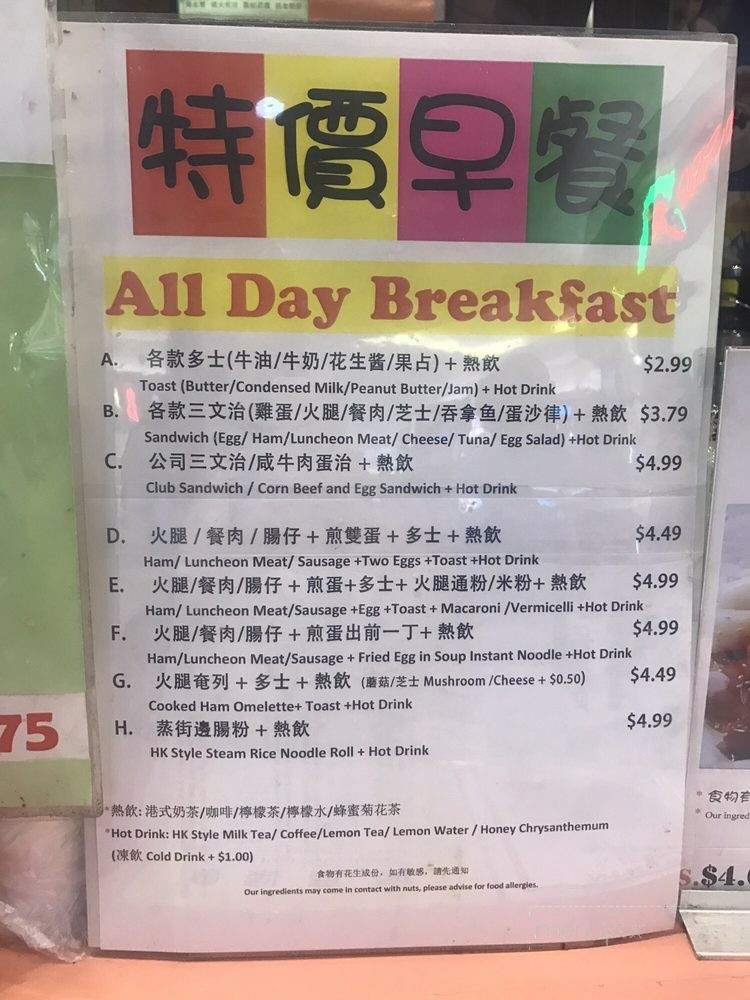 特價早餐
All Day Breakfast
A. 各款多士(牛油/牛奶/花生醬/果占) + 熱飲 $2.99
Toast (Butter/Condensed Milk/Peanut Butter/Jam) + Hot Drink
B. 各款三文治(雞蛋/火腿/餐肉/芝士/吞拿鱼/蛋沙律) + 熱飲 $3.79
Sandwich (Egg/ Ham/Luncheon Meat/ Cheese/ Tuna/ Egg Salad) +Hot Drink
C. 公司三文治/咸牛肉蛋治 + 熱飲 $4.99
Club Sandwich / Corn Beef and Egg Sandwich + Hot Drink
D. 火腿 / 餐肉 / 腸仔 + 煎雙蛋 + 多士 + 熱飲 $4.49
Ham/ Luncheon Meat/ Sausage +Two Eggs +Toast +Hot Drink
E. 火腿/餐肉/腸仔 + 煎蛋+多士+ 火腿通粉/米粉+ 熱飲 $4.99
Ham/ Luncheon Meat/Sausage +Egg +Toast + Macaroni /Vermicelli +Hot Drink
F. 火腿/餐肉/腸仔 + 煎蛋出前一丁+ 熱飲 $4.99
Ham/Luncheon Meat/Sausage + Fried Egg in Soup Instant Noodle +Hot Drink
G. 火腿奄列 + 多士 + 熱飲 (蘑菇/芝士 Mushroom /Cheese + $0.50) $4.49
Cooked Ham Omelette+ Toast +Hot Drink
H. 蒸街邊腸粉 + 熱飲 $4.99
HK Style Steam Rice Noodle Roll + Hot Drink
*熱飲: 港式奶茶/咖啡/檸檬茶/檸檬水/蜂蜜菊花茶
*Hot Drink: HK Style Milk Tea/ Coffee/Lemon Tea/ Lemon Water / Honey Chrysanthemum
(凍飲 Cold Drink + $1.00)
食物有花生成份，如有敏感，請先通知
Our ingredients may come in contact with nuts, please advise for food allergies.
75
* 食物有
* Our ingred
s.$4.